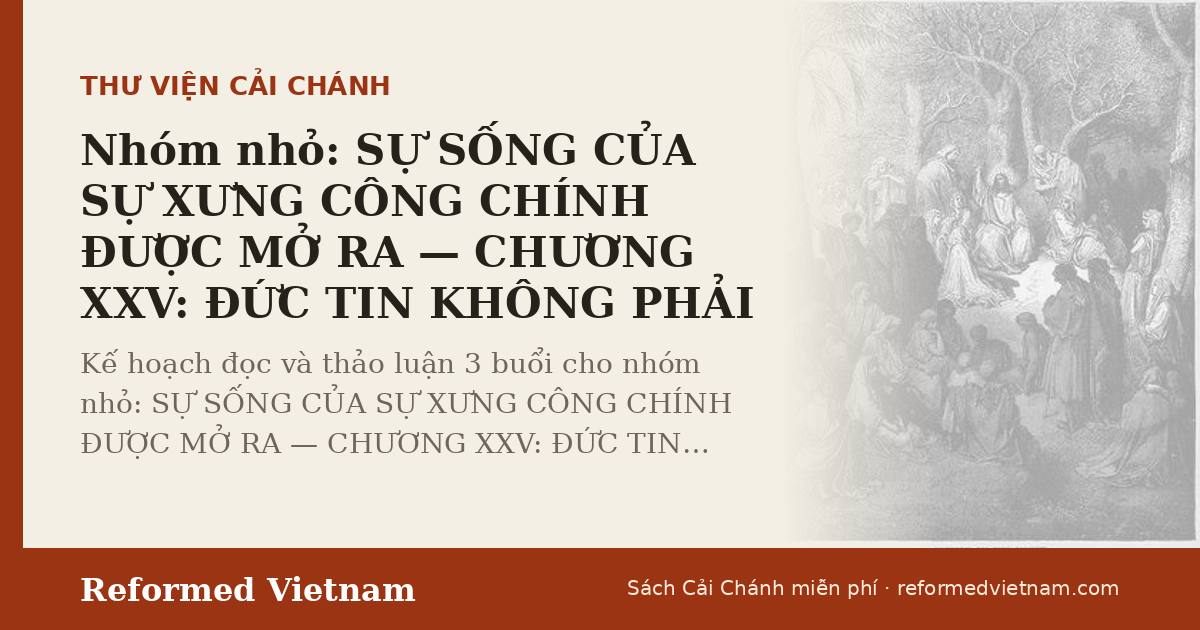 THƯ VIỆN CẢI CHÁNH
Nhóm nhỏ: SỰ SỐNG CỦA
SỰ XƯNG CÔNG CHÍNH
ĐƯỢC MỞ RA — CHƯƠNG
XXV: ĐỨC TIN KHÔNG PHẢI
Kế hoạch đọc và thảo luận 3 buổi cho nhóm
nhỏ: SỰ SỐNG CỦA SỰ XƯNG CÔNG CHÍNH
ĐƯỢC MỞ RA — CHƯƠNG XXV: ĐỨC TIN…
Reformed Vietnam
Sách Cải Chánh miễn phí · reformedvietnam.com